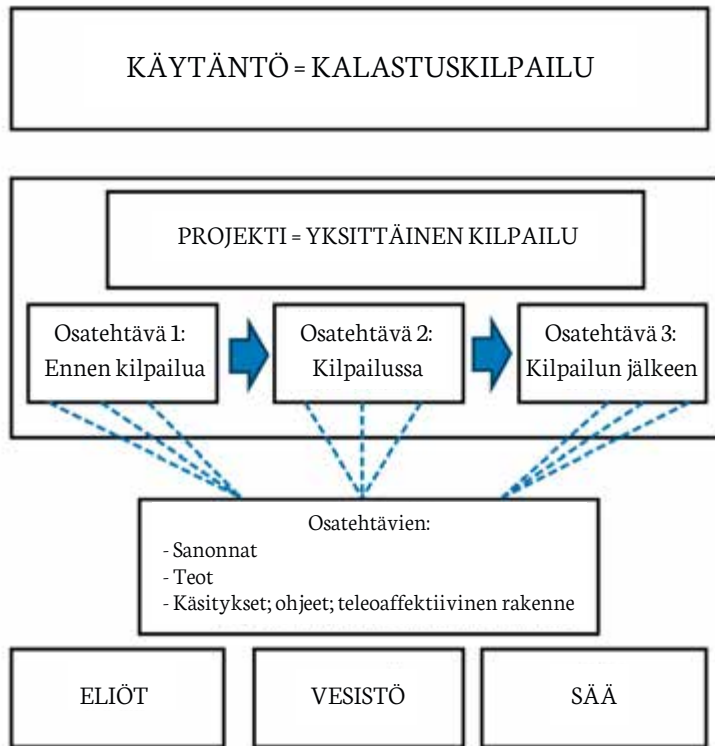 KÄYTÄNTÖ = KALASTUSKILPAILU
PROJEKTI = YKSITTÄINEN KILPAILU
Osatehtävä 1:
Ennen kilpailua
Osatehtävä 2:
Kilpailussa
Osatehtävä 3:
Kilpailun jälkeen
Osatehtävien:
- Sanonnat
- Teot
- Käsitykset; ohjeet; teleoaffektiivinen rakenne
ELIÖT
VESISTÖ
SÄÄ